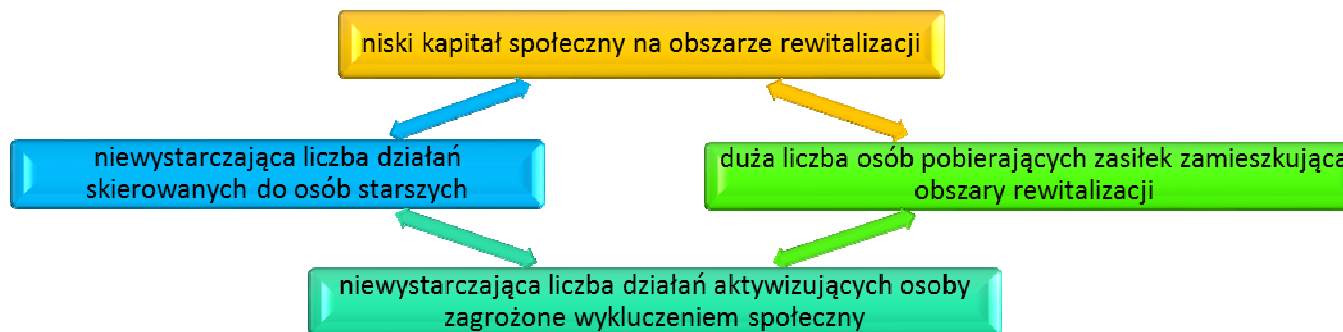 niski kapitał społeczny na obszarze rewitalizacji
niewystarczająca liczba działań
skierowanych do osób starszych
duża liczba osób pobierających zasiłek zamieszkująca
obszary rewitalizacji
niewystarczająca liczba działań aktywizujących osoby
zagrożone wykluczeniem społeczny